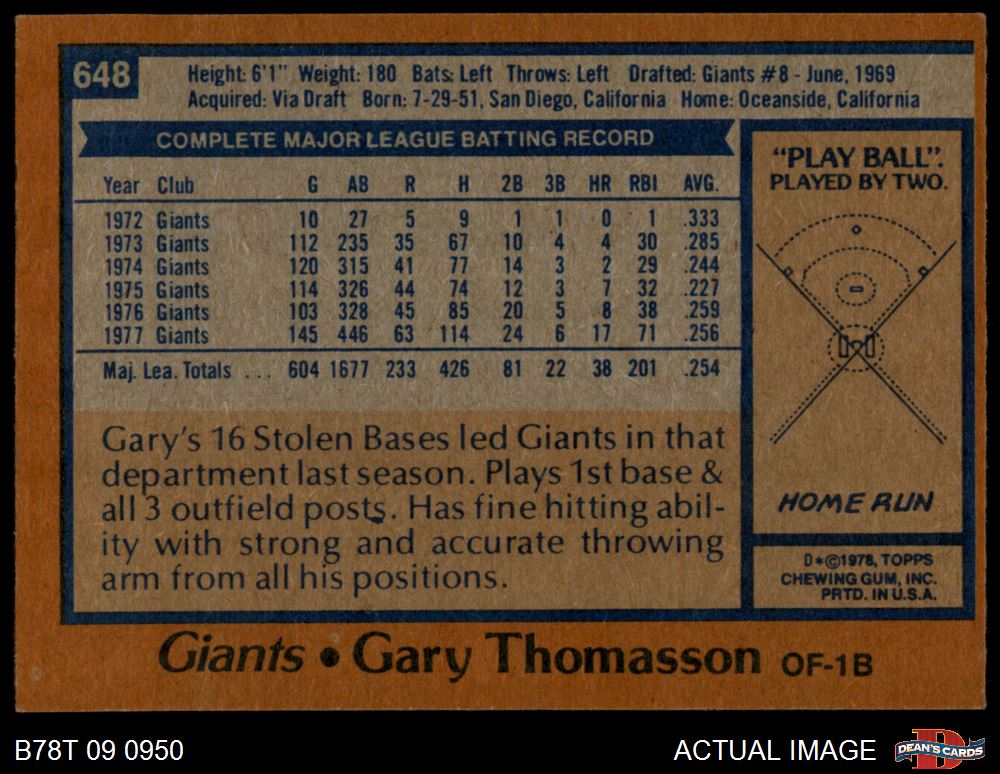 648
Height: 6'1" Weight: 180 Bats: Left Throws: Left Drafted: Giants #8 - June, 1969
Acquired: Via Draft Born: 7-29-51, San Diego, California Home: Oceanside, California
COMPLETE MAJOR LEAGUE BATTING RECORD
Year Club G AB R H 2B 3B HR RBI AVG.
1972 Giants 10 27 5 9 1 1 0 1 .333
1973 Giants 112 235 35 67 10 4 4 30 .285
1974 Giants 120 315 41 77 14 3 2 29 .244
1975 Giants 114 326 44 74 12 3 7 32 .227
1976 Giants 103 328 45 85 20 5 8 38 .259
1977 Giants 145 446 63 114 24 6 17 71 .256
Maj. Lea. Totals ... 604 1677 233 426 81 22 38 201 .254
Gary's 16 Stolen Bases led Giants in that
department last season. Plays 1st base &
all 3 outfield posts. Has fine hitting abil-
ity with strong and accurate throwing
arm from all his positions.
"PLAY BALL".
PLAYED BY TWO.
HOME RUN
D*©1978, TOPPS
CHEWING GUM, INC.
PRTD. IN U.S.A.
Giants • Gary Thomasson OF-1B
B78T 09 0950
ACTUAL IMAGE
D
DEAN'S CARDS